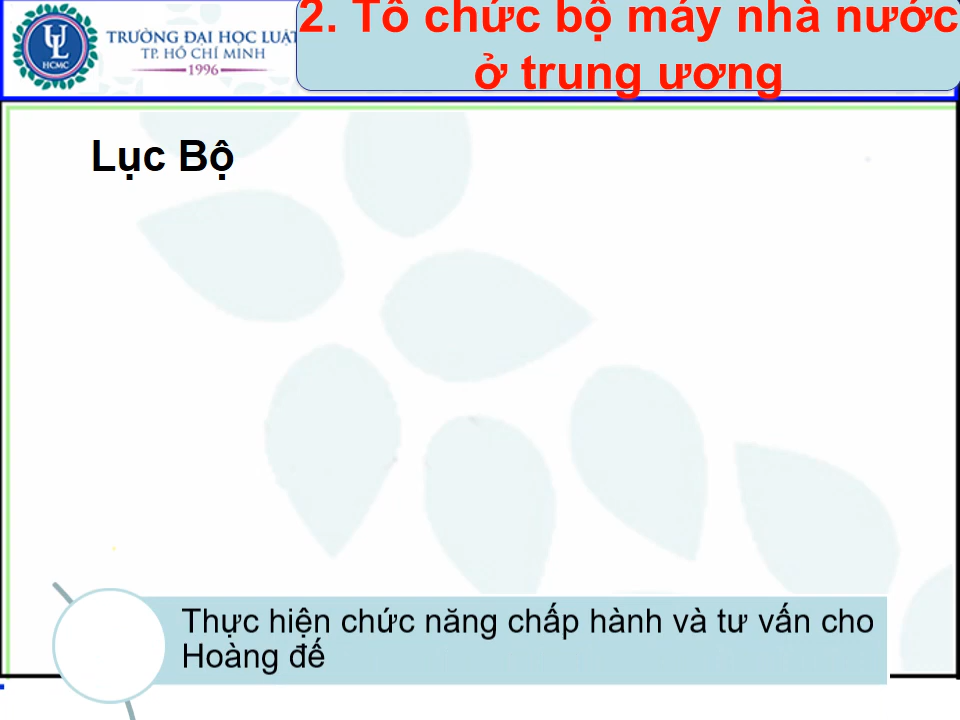 TRƯỜNG ĐẠI HỌC LUẬT
TP. HỒ CHÍ MINH
1996
HCMC
2. Tổ chức bộ máy nhà nước
ở trung ương
Lục Bộ
Thực hiện chức năng chấp hành và tư vấn cho
Hoàng đế